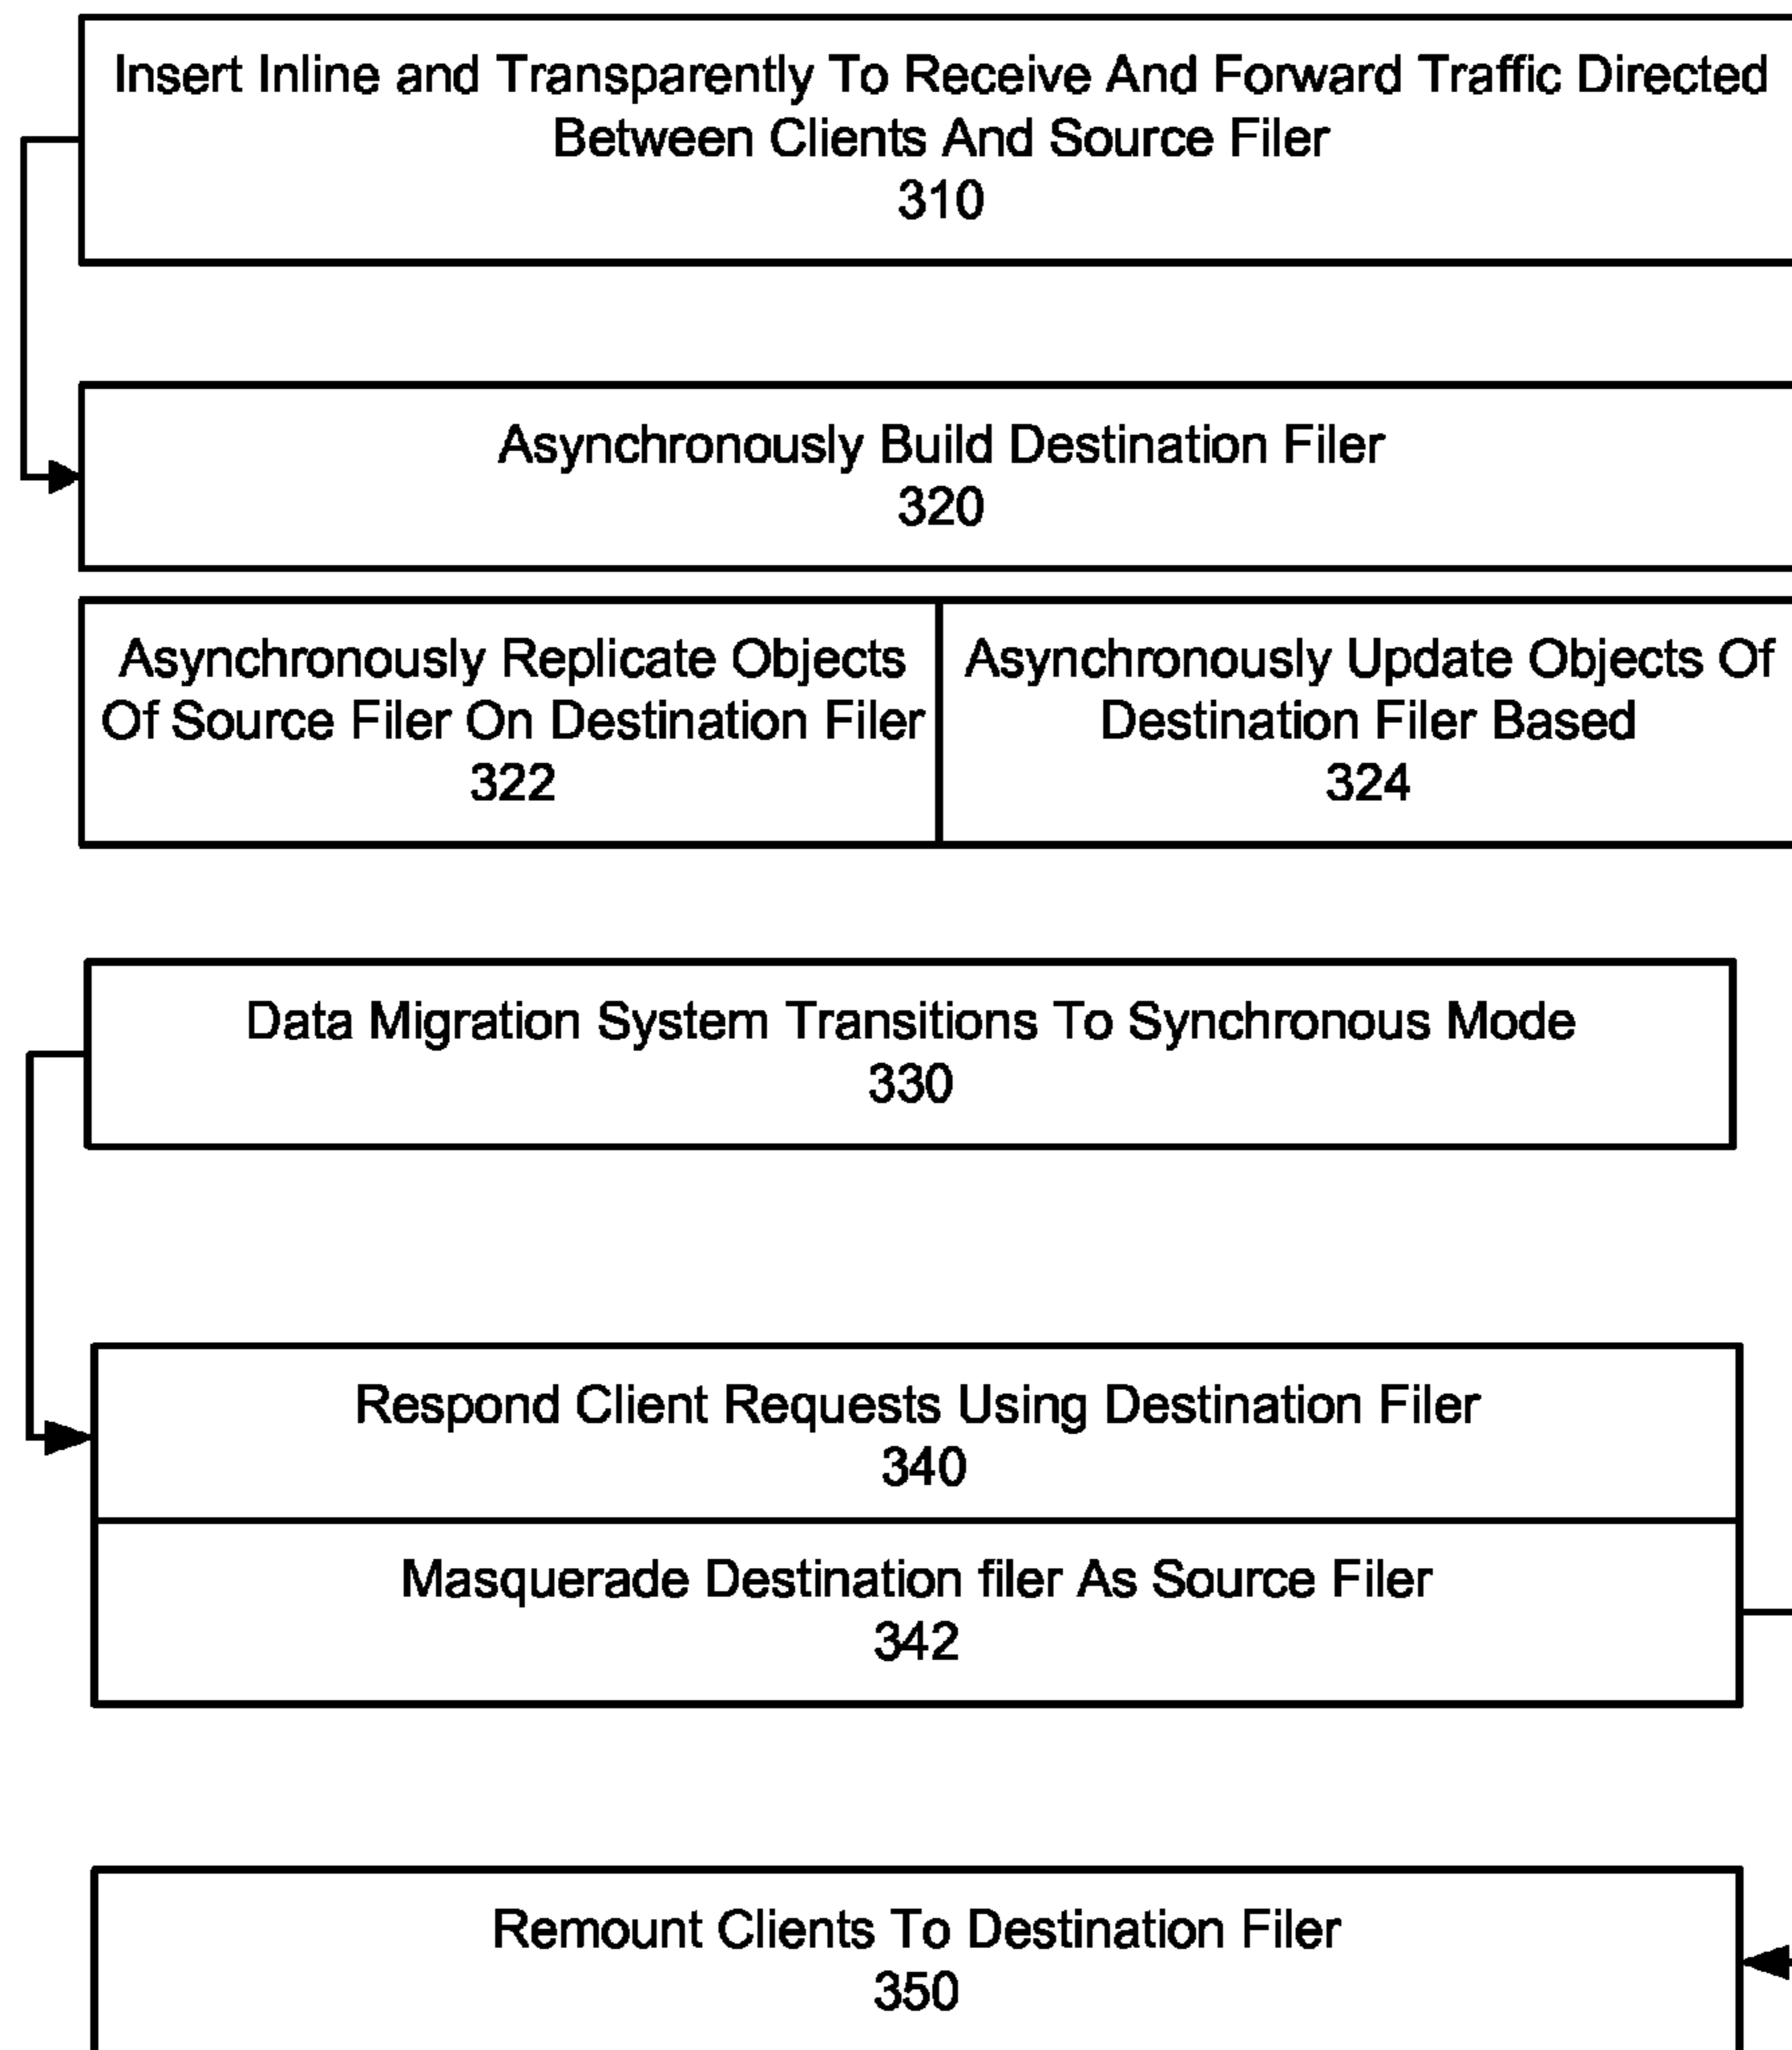 Insert Inline and Transparently To Receive And Forward Traffic Directed
Between Clients And Source Filer
310
Asynchronously Build Destination Filer
320
Asynchronously Replicate Objects
Of Source Filer On Destination Filer
322
Asynchronously Update Objects Of
Destination Filer Based
324
Data Migration System Transitions To Synchronous Mode
330
Respond Client Requests Using Destination Filer
340
Masquerade Destination filer As Source Filer
342
Remount Clients To Destination Filer
350